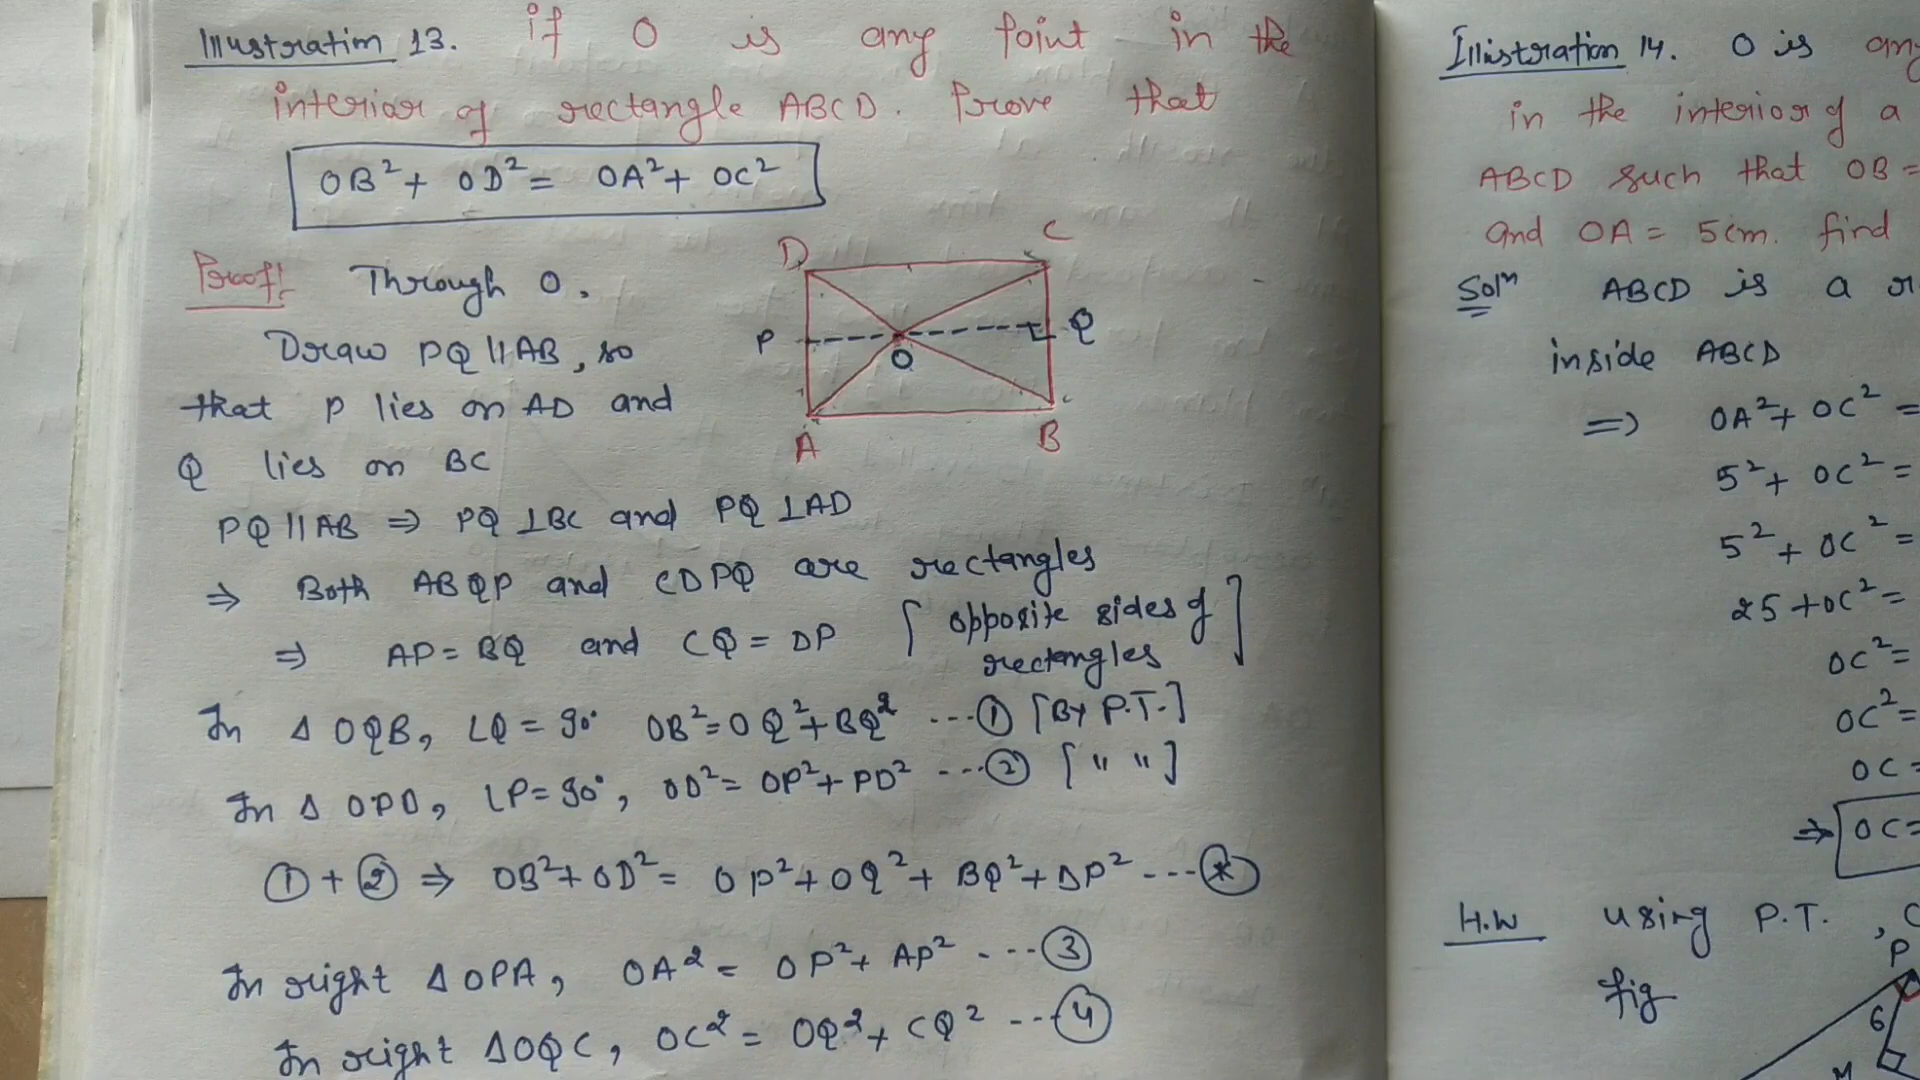 Illustration 13. if O is any point in the
interior of rectangle ABCD. Prove that
OB² + OD² = OA² + OC²
Proof! Through O,
Draw PQ || AB, so
that P lies on AD and
Q lies on BC
PQ || AB ⇒ PQ ⊥ BC and PQ ⊥ AD
⇒ Both ABQP and CDPQ are rectangles
⇒ AP = BQ and CQ = DP [opposite sides of
rectangles]
In Δ OQB, ∠Q = 90° OB² = OQ² + BQ² ---① [By P.T.]
In Δ OPD, ∠P = 90°, OD² = OP² + PD² ---② [" "]
① + ② ⇒ OB² + OD² = OP² + OQ² + BQ² + DP² ---(*)
In right Δ OPA, OA² = OP² + AP² ---③
In right Δ OQC, OC² = OQ² + CQ² ---④
D
C
P
O
Q
A
B
Illustration 14. O is
in the interior of a
ABCD such that OB =
and OA = 5cm. find
Solⁿ ABCD is a
inside ABCD
⇒ OA² + OC² =
5² + OC² =
5² + OC² =
25 + OC² =
OC² =
OC² =
OC =
⇒ OC =
H.W using P.T.,
fig
P
6
M